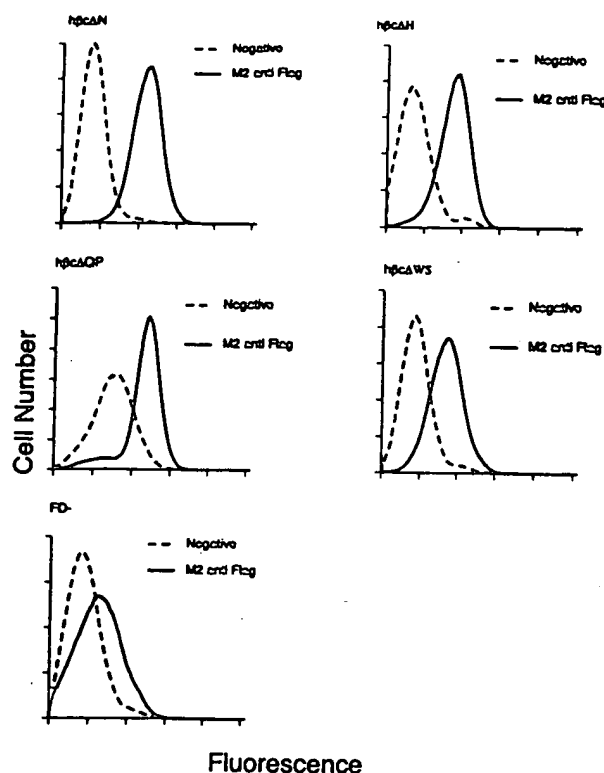 hβcΔN
Negative
M2 anti Flag
hβcΔH
Negative
M2 anti Flag
hβcΔQP
Negative
M2 anti Flag
hβcΔWS
Negative
M2 anti Flag
Cell Number
FD-
Negative
M2 anti Flag
Fluorescence